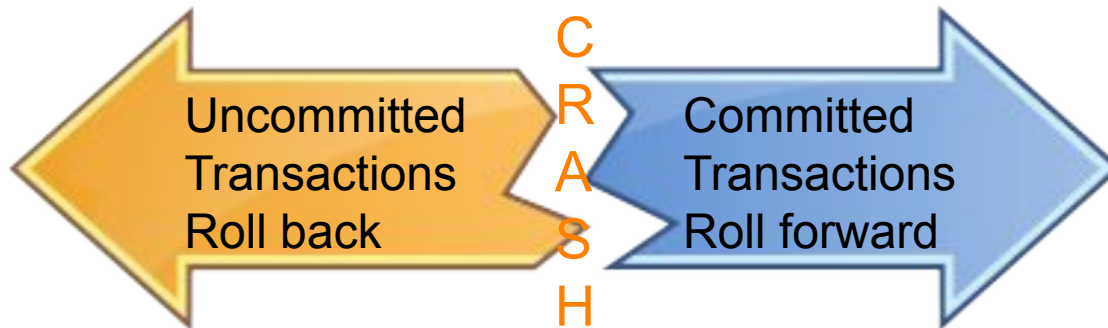 Uncommitted
Transactions
Roll back
C
R
A
S
H
Committed
Transactions
Roll forward